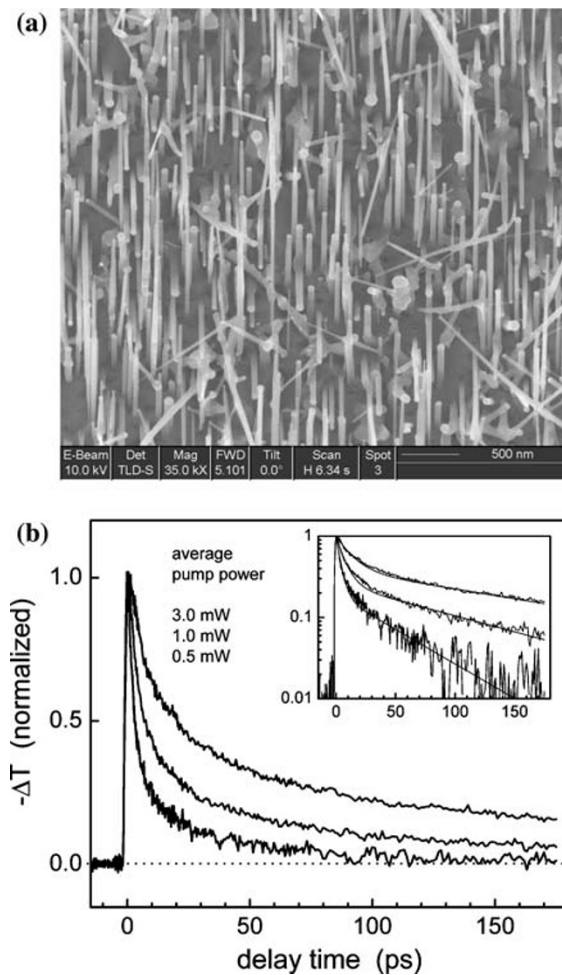 (a)
E-Beam Det Mag FWD Tilt Scan Spot
10.0 kV TLD-S 35.0 kX 5.101 0.0° H 6.34 s 3 500 nm
(b)
average
pump power
3.0 mW
1.0 mW
0.5 mW
1
0.1
0.01
0 50 100 150
1.0
0.5
0.0
-ΔT (normalized)
0 50 100 150
delay time (ps)